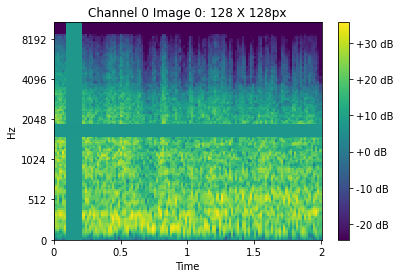 Channel 0 Image 0: 128 X 128px
8192
4096
2048
1024
512
0
Hz
0
0.5
1
1.5
2
Time
+30 dB
+20 dB
+10 dB
+0 dB
-10 dB
-20 dB